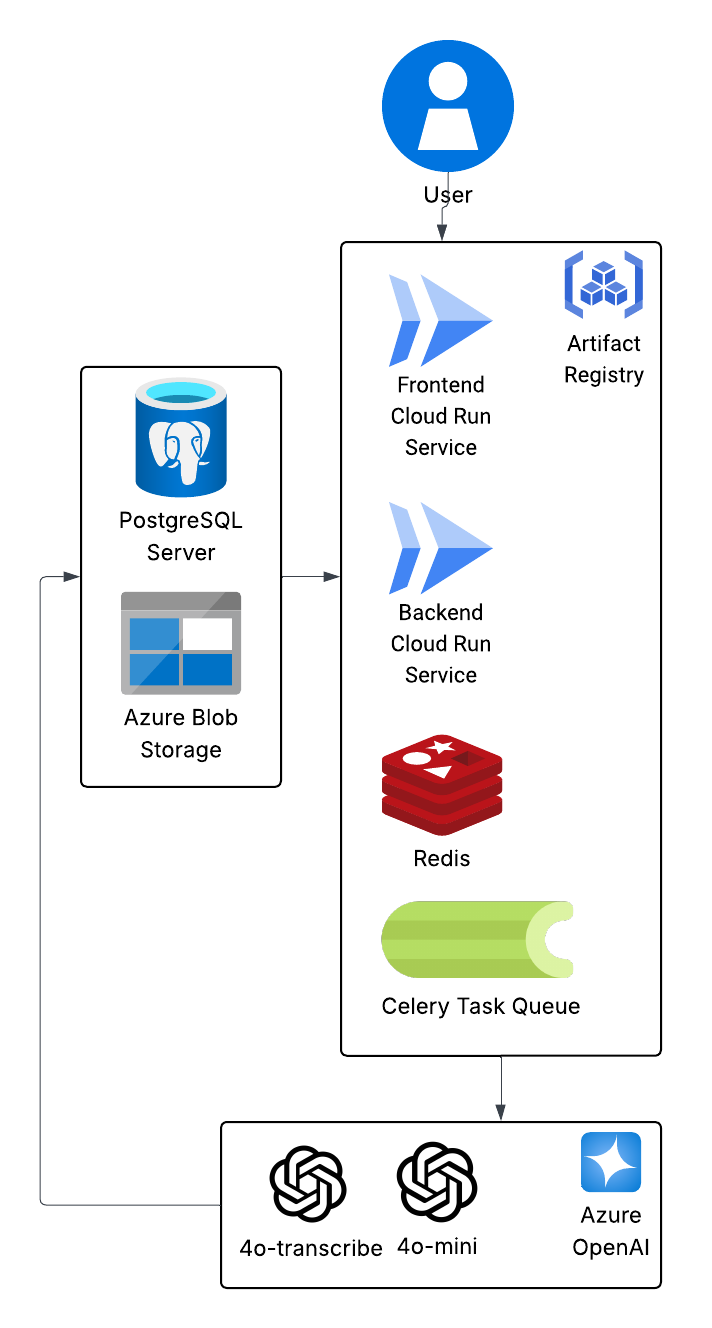 User
Artifact
Registry
Frontend
Cloud Run
Service
PostgreSQL
Server
Backend
Cloud Run
Service
Azure Blob
Storage
Redis
Celery Task Queue
4o-transcribe
4o-mini
Azure
OpenAI